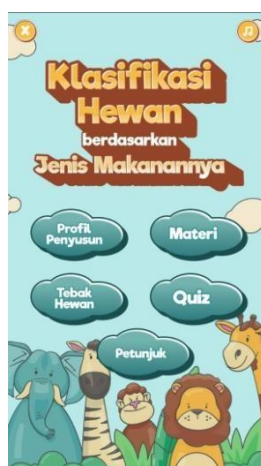 Klasifikasi
Hewan
berdasarkan
Jenis Makanannya
Profil
Penyusun
Materi
Tebak
Hewan
Quiz
Petunjuk